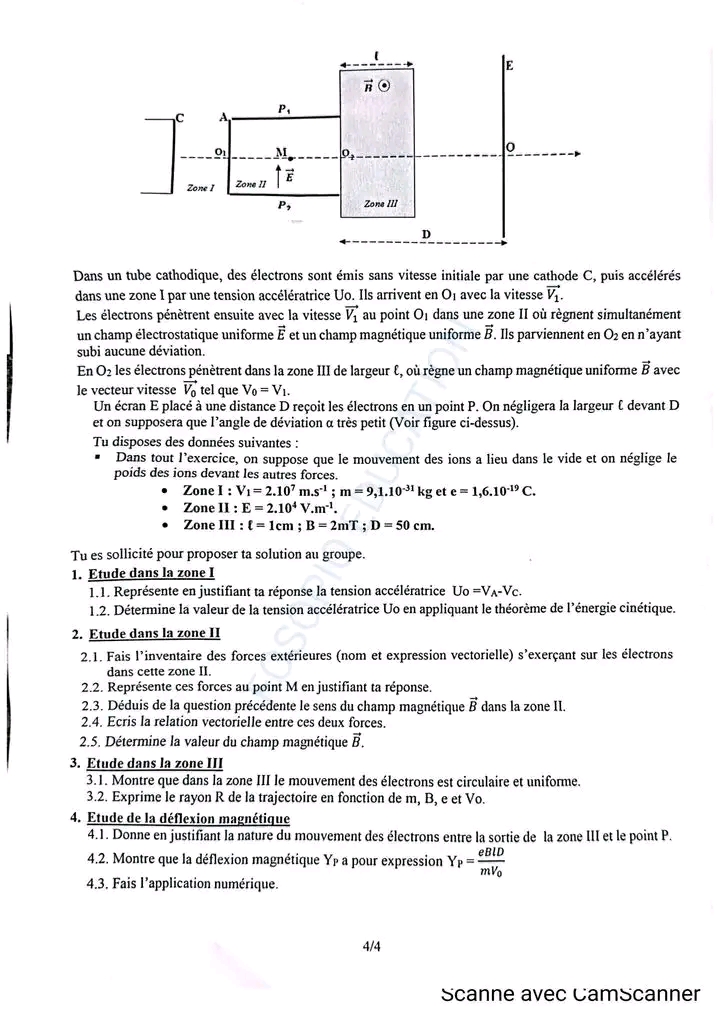 ℓ
E
B⃗ ⊙
P₁
C
A
O₁
M
O₂
O
E⃗
Zone I
Zone II
P₂
Zone III
D
Dans un tube cathodique, des électrons sont émis sans vitesse initiale par une cathode C, puis accélérés
dans une zone I par une tension accélératrice Uo. Ils arrivent en O₁ avec la vesse V₁⃗.
Les électrons pénètrent ensuite avec la vitesse V₁⃗ au point O₁ dans une zone II où règnent simultanément
un champ électrostatique uniforme E⃗ et un champ magnétique uniforme B⃗. Ils parviennent en O₂ en n'ayant
subi aucune déviation.
En O₂ les électrons pénètrent dans la zone III de largeur ℓ, où règne un champ magnétique uniforme B⃗ avec
le vecteur vitesse V₀⃗ tel que V₀ = V₁.
Un écran E placé à une distance D reçoit les électrons en un point P. On négligera la largeur ℓ devant D
et on supposera que l'angle de déviation α très petit (Voir figure ci-dessus).
Tu disposes des données suivantes :
▪ Dans tout l'exercice, on suppose que le mouvement des ions a lieu dans le vide et on néglige le
poids des ions devant les autres forces.
• Zone I : V₁ = 2.10⁷ m.s⁻¹ ; m = 9,1.10⁻³¹ kg et e = 1,6.10⁻¹⁹ C.
• Zone II : E = 2.10⁴ V.m⁻¹.
• Zone III : ℓ = 1cm ; B = 2mT ; D = 50 cm.
Tu es sollicité pour proposer ta solution au groupe.
1. Etude dans la zone I
1.1. Représente en justifiant ta réponse la tension accélératrice Uo =V_A-V_C.
1.2. Détermine la valeur de la tension accélératrice Uo en appliquant le théorème de l'énergie cinétique.
2. Etude dans la zone II
2.1. Fais l'inventaire des forces extérieures (nom et expression vectorielle) s'exerçant sur les électrons
dans cette zone II.
2.2. Représente ces forces au point M en justifiant ta réponse.
2.3. Déduis de la question précédente le sens du champ magnétique B⃗ dans la zone II.
2.4. Ecris la relation vectorielle entre ces deux forces.
2.5. Détermine la valeur du champ magnétique B⃗.
3. Etude dans la zone III
3.1. Montre que dans la zone III le mouvement des électrons est circulaire et uniforme.
3.2. Exprime le rayon R de la trajectoire en fonction de m, B, e et Vo.
4. Etude de la déflexion magnétique
4.1. Donne en justifiant la nature du mouvement des électrons entre la sortie de la zone III et le point P.
4.2. Montre que la déflexion magnétique Y_P a pour expression Y_P = eBlD / mV₀
4.3. Fais l'application numérique.
TOSCPIO EDUCATION
4/4
Scanné avec CamScanner